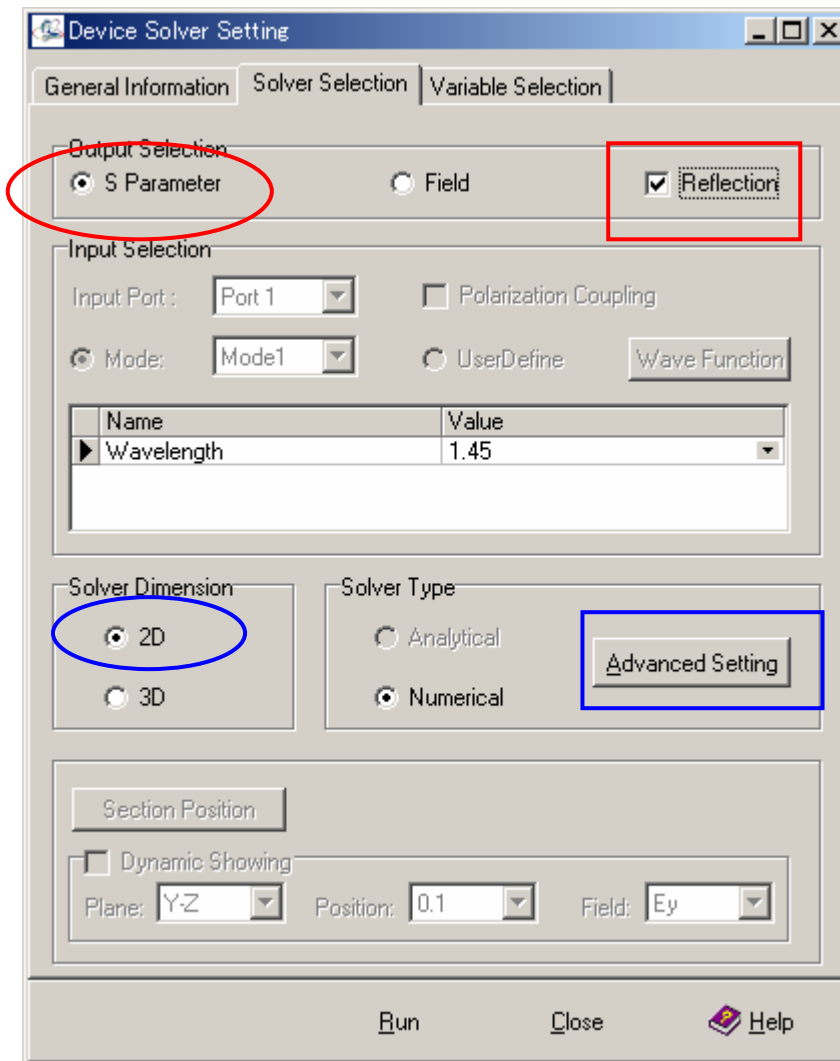 Device Solver Setting
General Information Solver Selection Variable Selection
Output Selection
S Parameter Field Reflection
Input Selection
Input Port : Port 1 Polarization Coupling
Mode: Mode1 UserDefine Wave Function
Name Value
Wavelength 1.45
Solver Dimension Solver Type
2D Analytical Advanced Setting
3D Numerical
Section Position
Dynamic Showing
Plane: Y-Z Position: 0.1 Field: Ey
Run Close Help